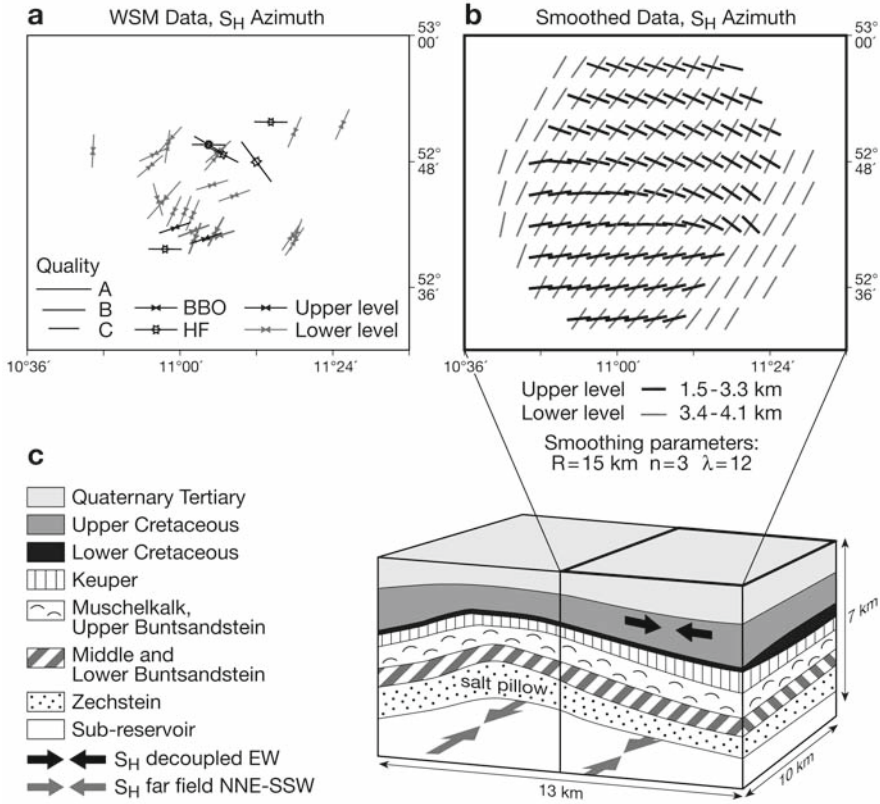 a WSM Data, SH Azimuth
53
00´
52
48´
52
36´
Quality
A
B
C
BBO
HF
Upper level
Lower level
10°36´
11°00´
11°24´
b Smoothed Data, SH Azimuth
53
00´
52
48´
52
36´
10°36´
11°00´
11°24´
Upper level 1.5-3.3 km
Lower level 3.4-4.1 km
Smoothing parameters:
R=15 km n=3 λ=12
c
Quaternary Tertiary
Upper Cretaceous
Lower Cretaceous
Keuper
Muschelkalk,
Upper Buntsandstein
Middle and
Lower Buntsandstein
Zechstein
Sub-reservoir
SH decoupled EW
SH far field NNE-SSW
salt pillow
7 km
10 km
13 km